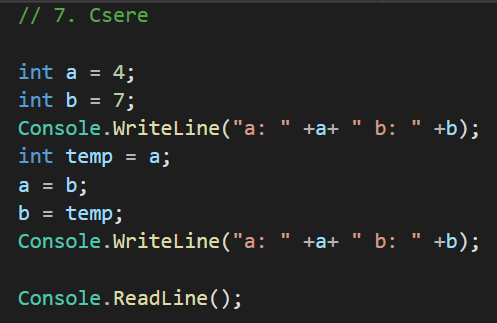 // 7. Csere
int a = 4;
int b = 7;
Console.WriteLine("a: " +a+ " b: " +b);
int temp = a;
a = b;
b = temp;
Console.WriteLine("a: " +a+ " b: " +b);
Console.ReadLine();